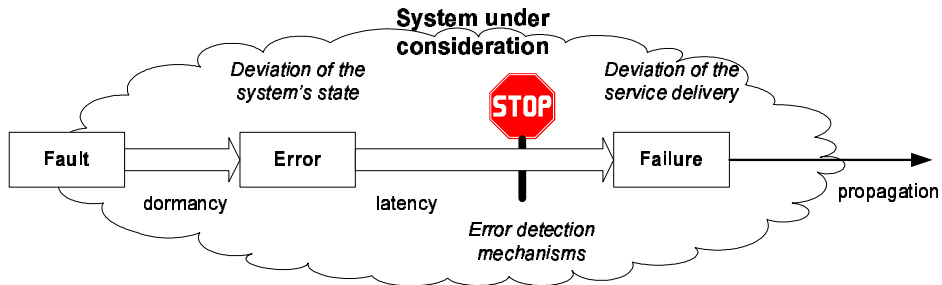 System under
consideration
Deviation of the
system's state
Deviation of the
service delivery
STOP
Fault
Error
Failure
dormancy
latency
propagation
Error detection
mechanisms